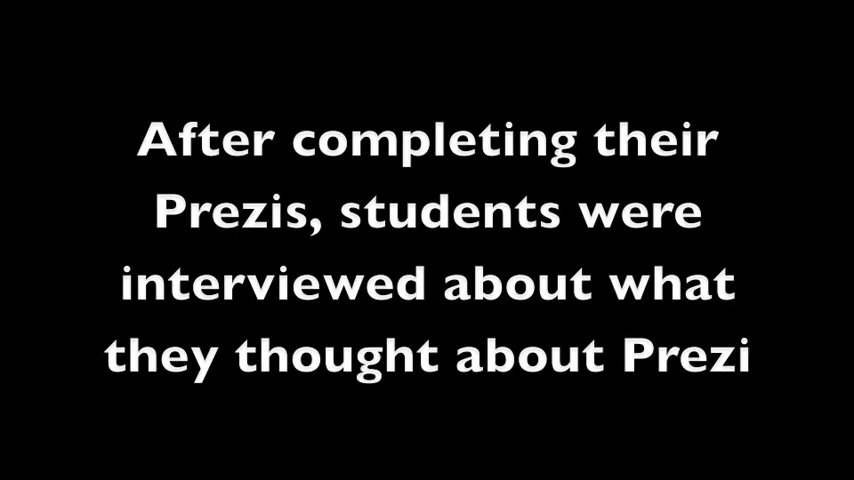 After completing their
Prezis, students were
interviewed about what
they thought about Prezi